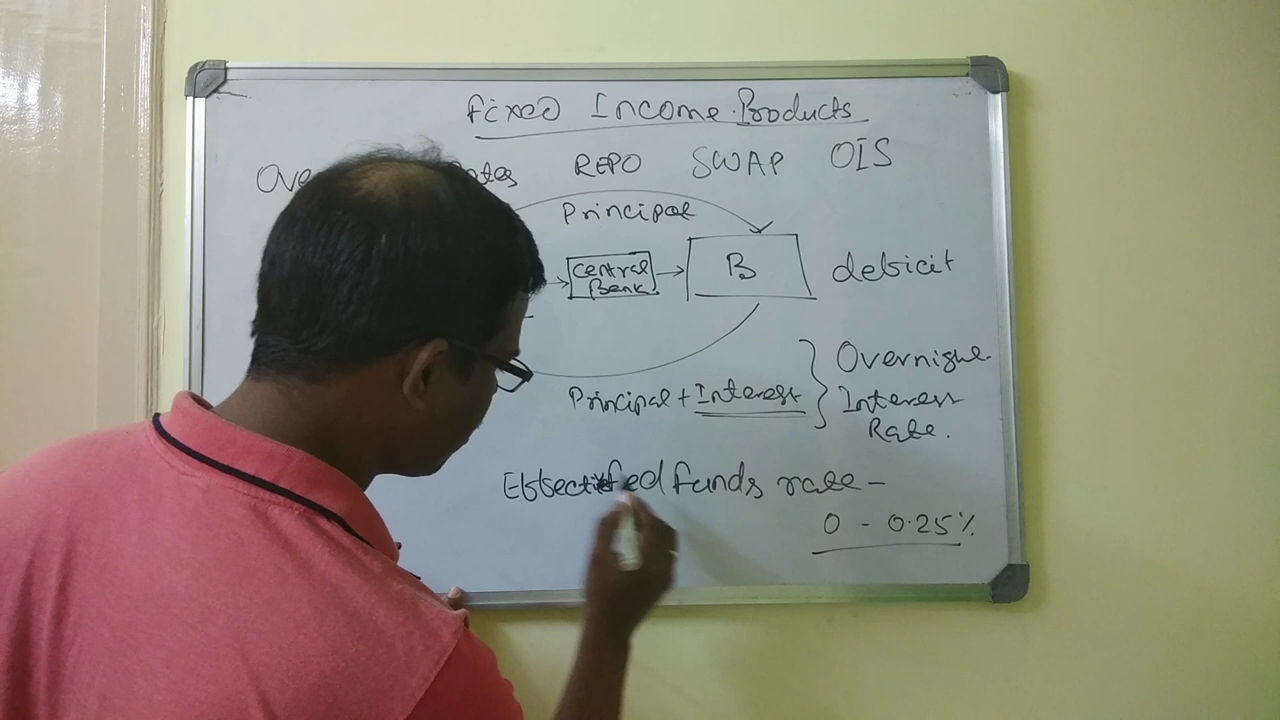 Fixed Income Products
Ove ates REPO SWAP OIS
Principal
Central
Bank
B
deficit
Overnight
Principal + Interest
Interest
Rate.
Effective fed funds rate -
0 - 0.25%